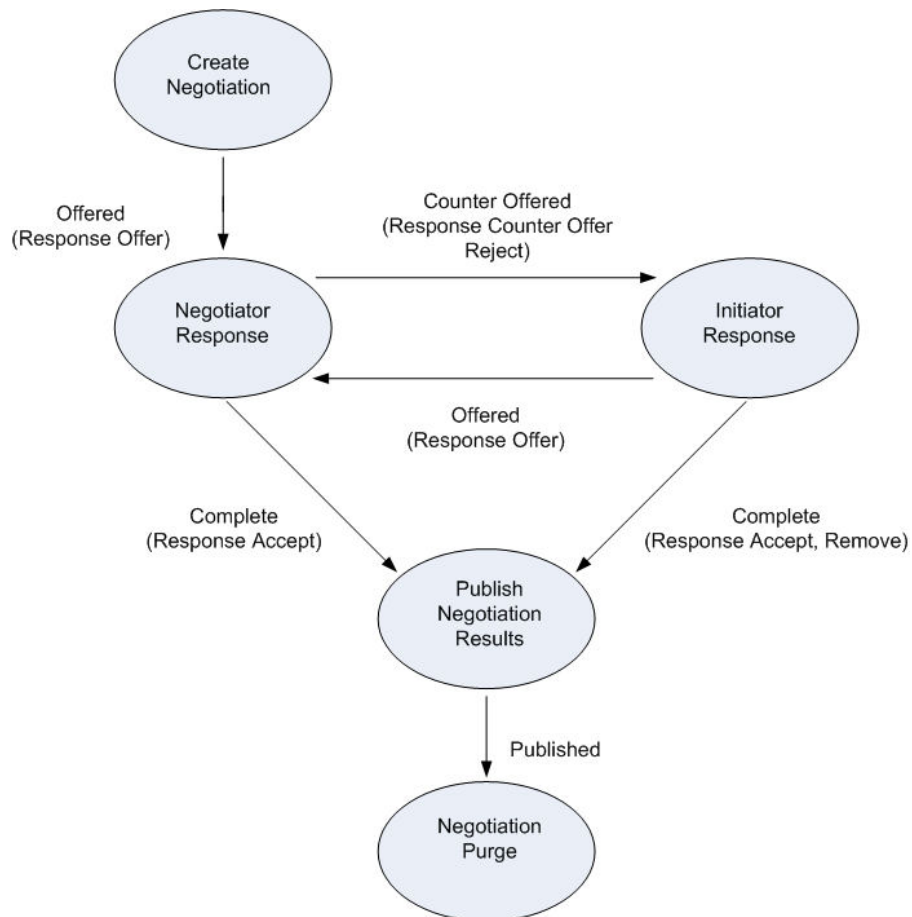 Create
Negotiation
Offered
(Response Offer)
Counter Offered
(Response Counter Offer
Reject)
Negotiator
Response
Initiator
Response
Offered
(Response Offer)
Complete
(Response Accept)
Complete
(Response Accept, Remove)
Publish
Negotiation
Results
Published
Negotiation
Purge